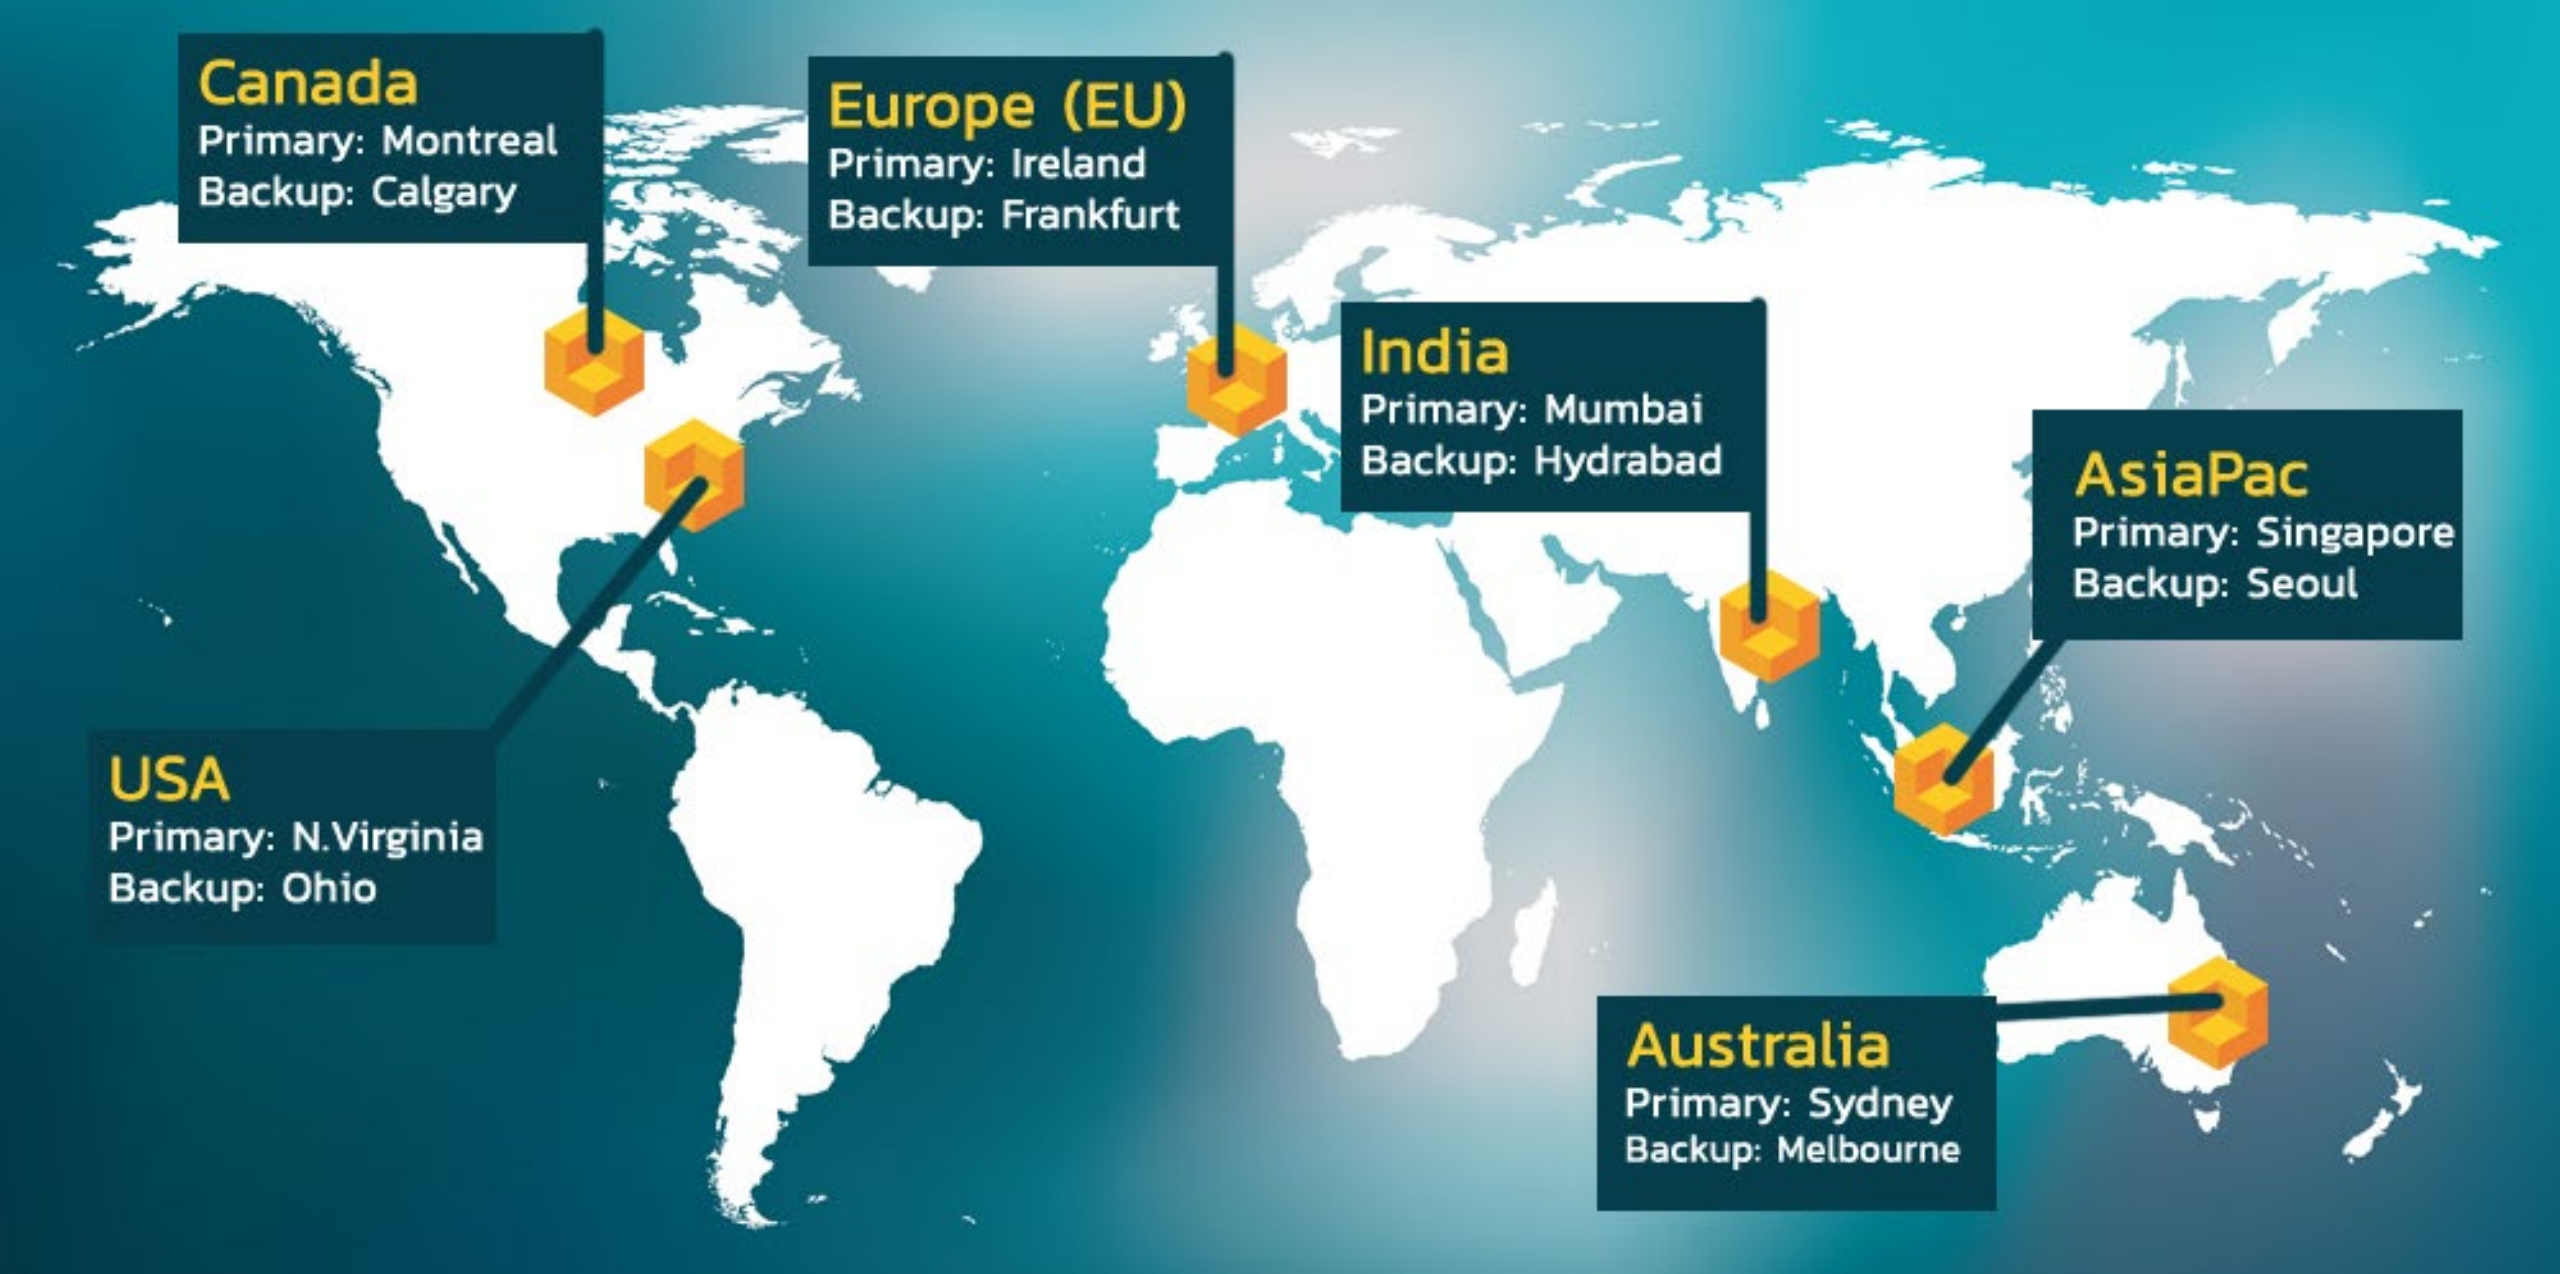 Canada
Primary: Montreal
Backup: Calgary
Europe (EU)
Primary: Ireland
Backup: Frankfurt
India
Primary: Mumbai
Backup: Hydrabad
AsiaPac
Primary: Singapore
Backup: Seoul
USA
Primary: N.Virginia
Backup: Ohio
Australia
Primary: Sydney
Backup: Melbourne